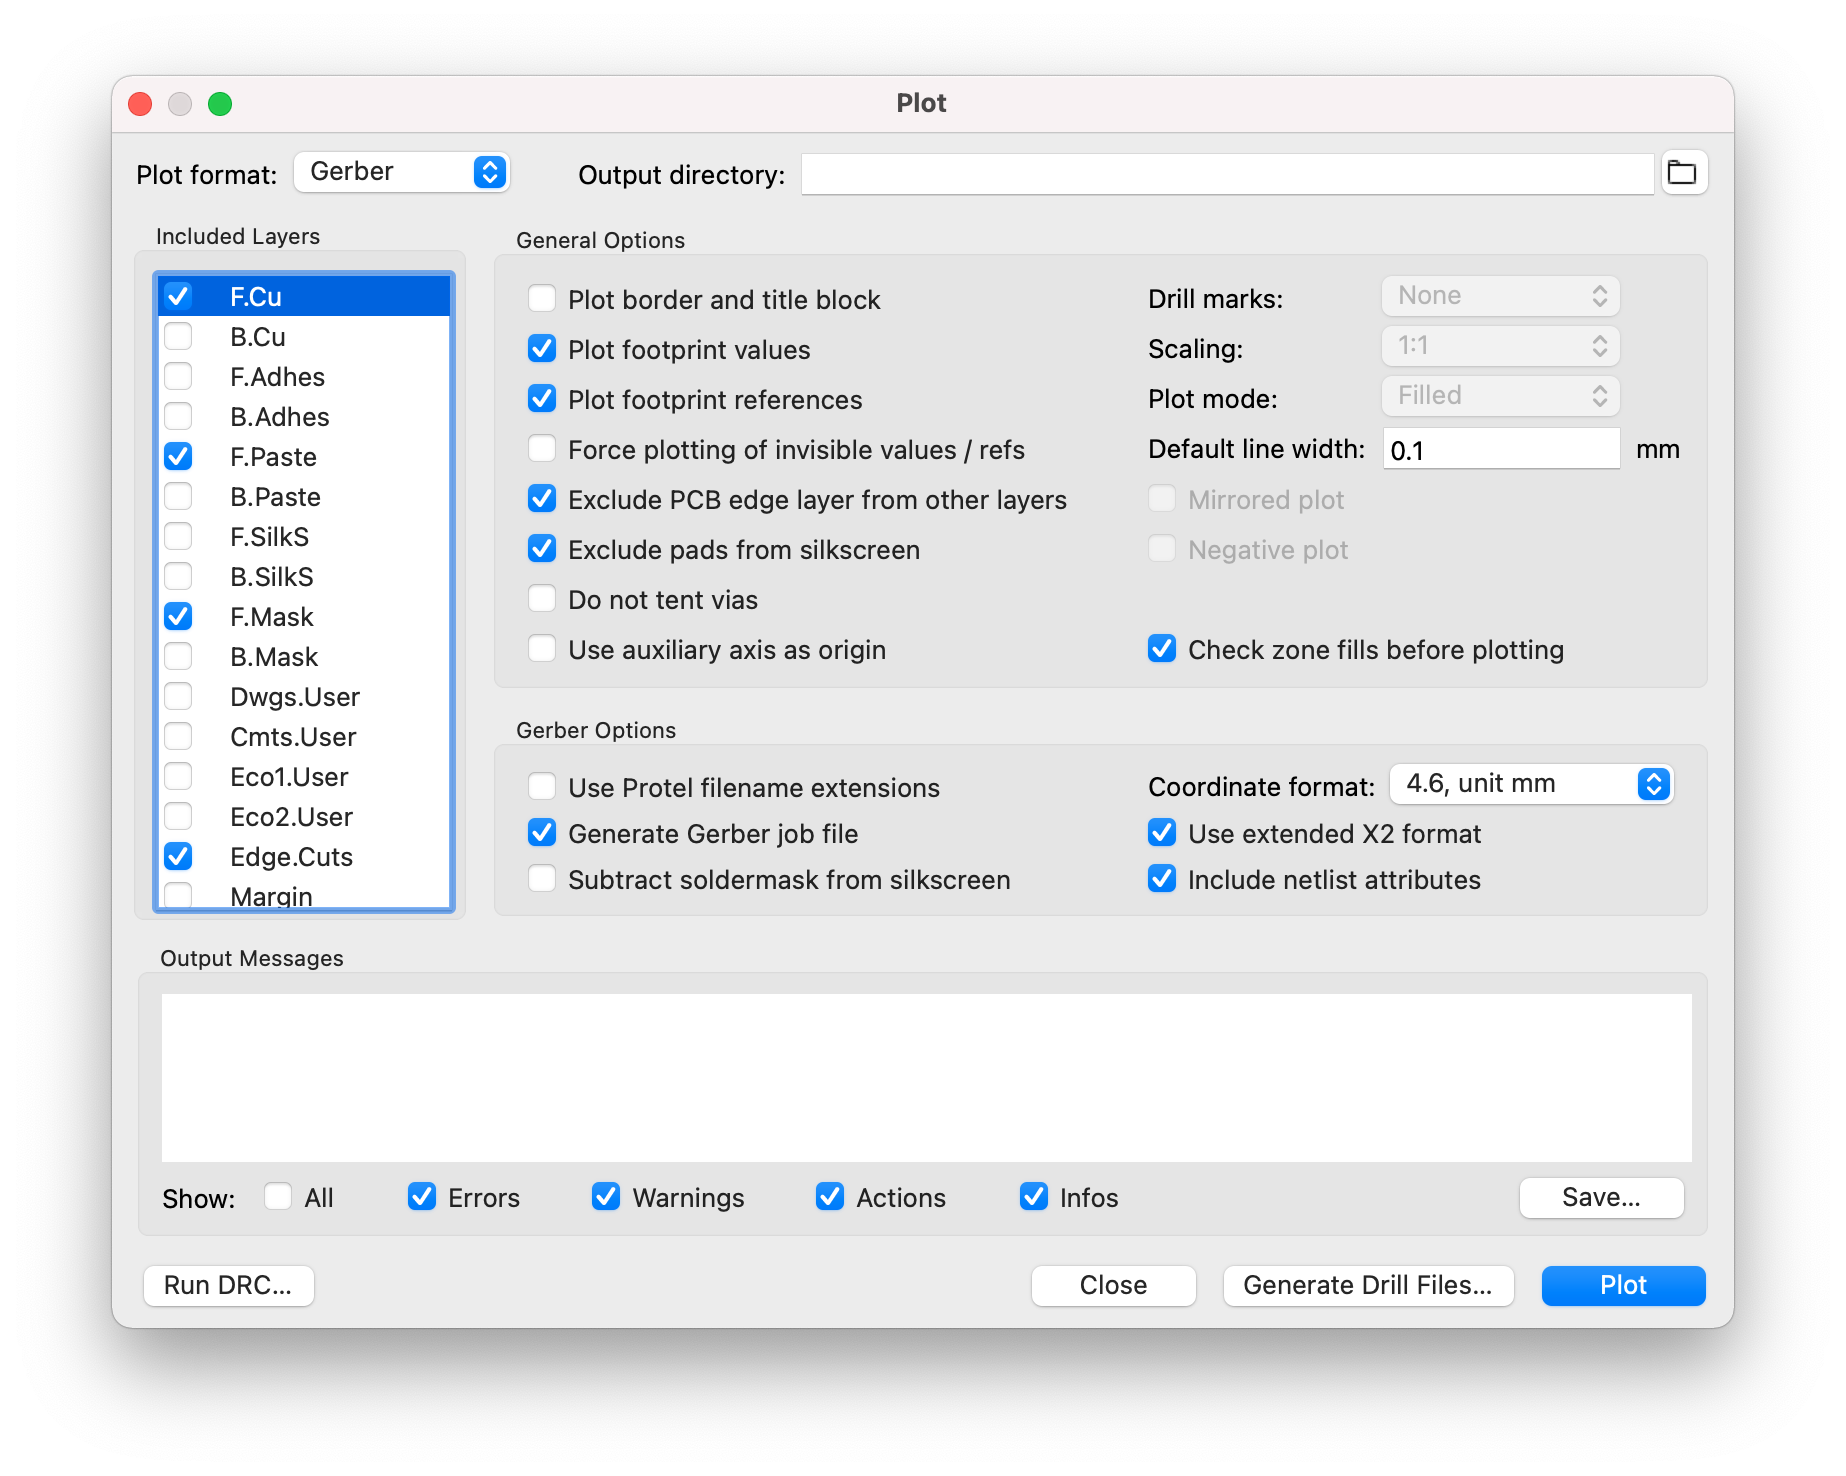 Plot
Plot format: Gerber Output directory:
Included Layers
F.Cu
B.Cu
F.Adhes
B.Adhes
F.Paste
B.Paste
F.SilkS
B.SilkS
F.Mask
B.Mask
Dwgs.User
Cmts.User
Eco1.User
Eco2.User
Edge.Cuts
Margin
General Options
Plot border and title block
Plot footprint values
Plot footprint references
Force plotting of invisible values / refs
Exclude PCB edge layer from other layers
Exclude pads from silkscreen
Do not tent vias
Use auxiliary axis as origin
Drill marks: None
Scaling: 1:1
Plot mode: Filled
Default line width: 0.1 mm
Mirrored plot
Negative plot
Check zone fills before plotting
Gerber Options
Use Protel filename extensions
Generate Gerber job file
Subtract soldermask from silkscreen
Coordinate format: 4.6, unit mm
Use extended X2 format
Include netlist attributes
Output Messages
Show: All Errors Warnings Actions Infos Save...
Run DRC... Close Generate Drill Files... Plot